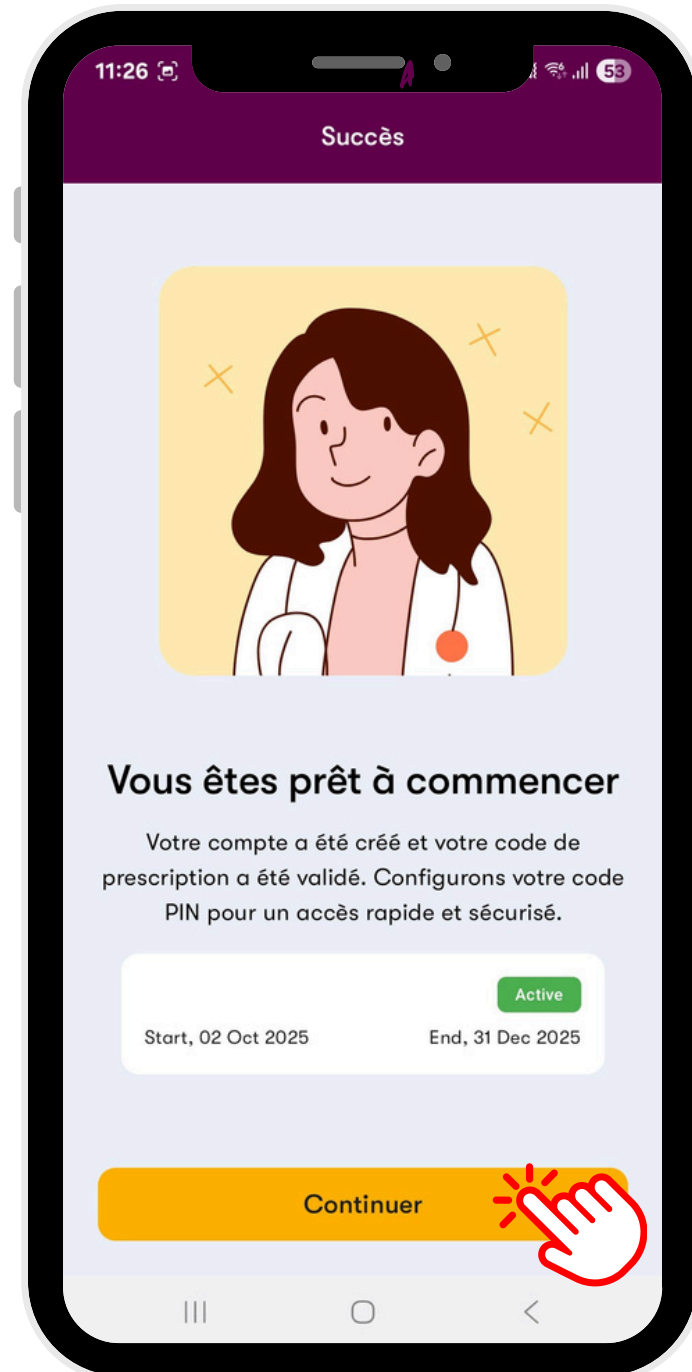 11:26
53
Succès
Vous êtes prêt à commencer
Votre compte a été créé et votre code de
prescription a été validé. Configurons votre code
PIN pour un accès rapide et sécurisé.
Active
Start, 02 Oct 2025 End, 31 Dec 2025
Continuer